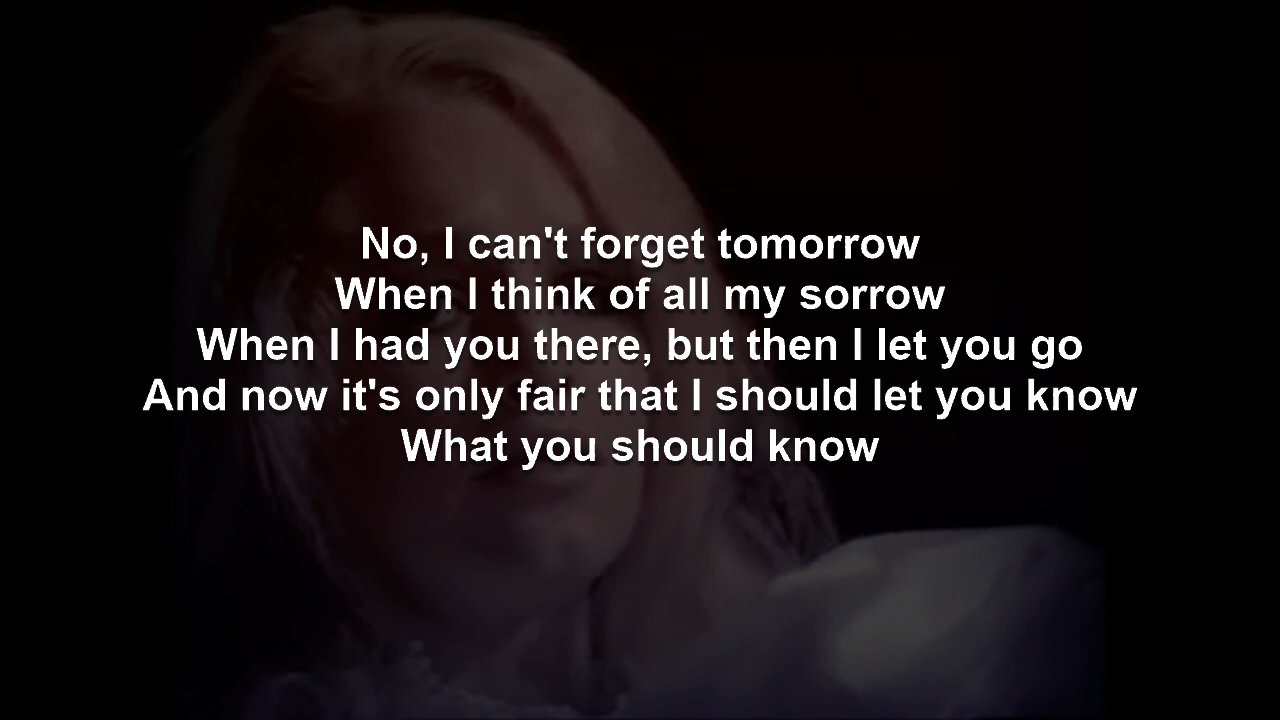 No, I can't forget tomorrow
When I think of all my sorrow
When I had you there, but then I let you go
And now it's only fair that I should let you know
What you should know